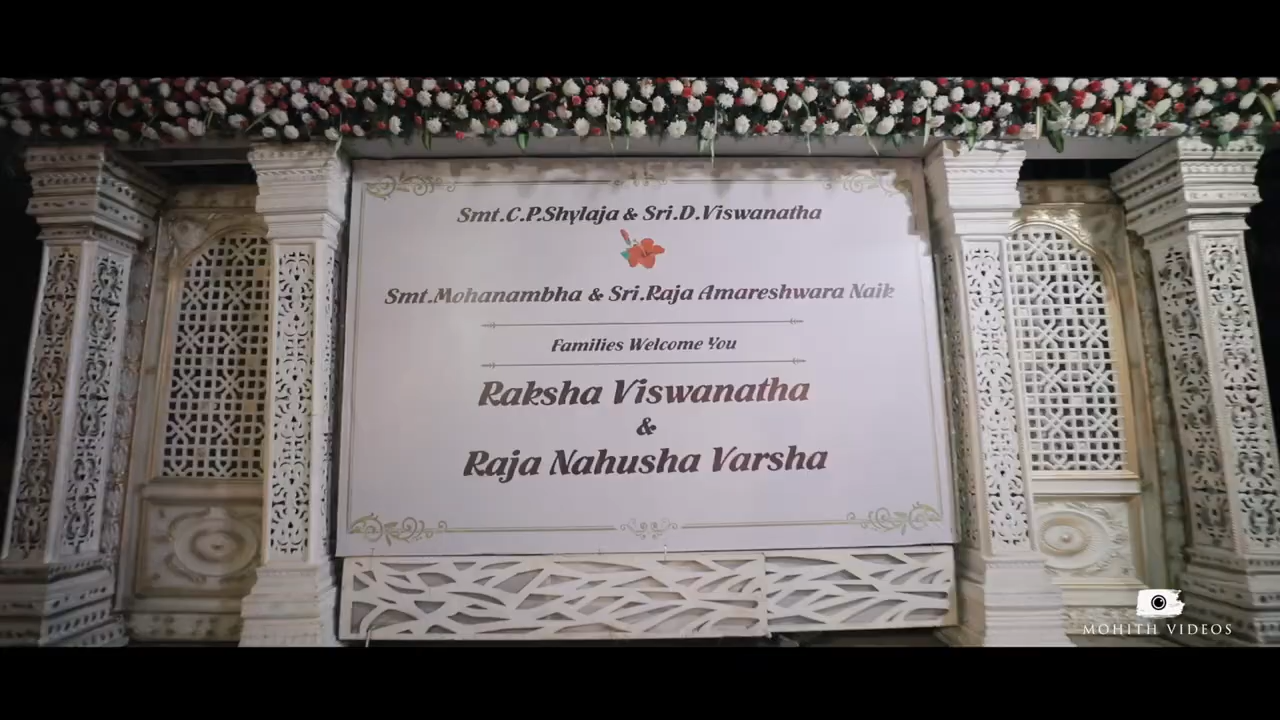 Smt.C.P.Shylaja & Sri.D.Viswanatha
Smt.Mohanambha & Sri.Raja Amareshwara Naik
Families Welcome You
Raksha Viswanatha
&
Raja Nahusha Varsha
MOHITH VIDEOS